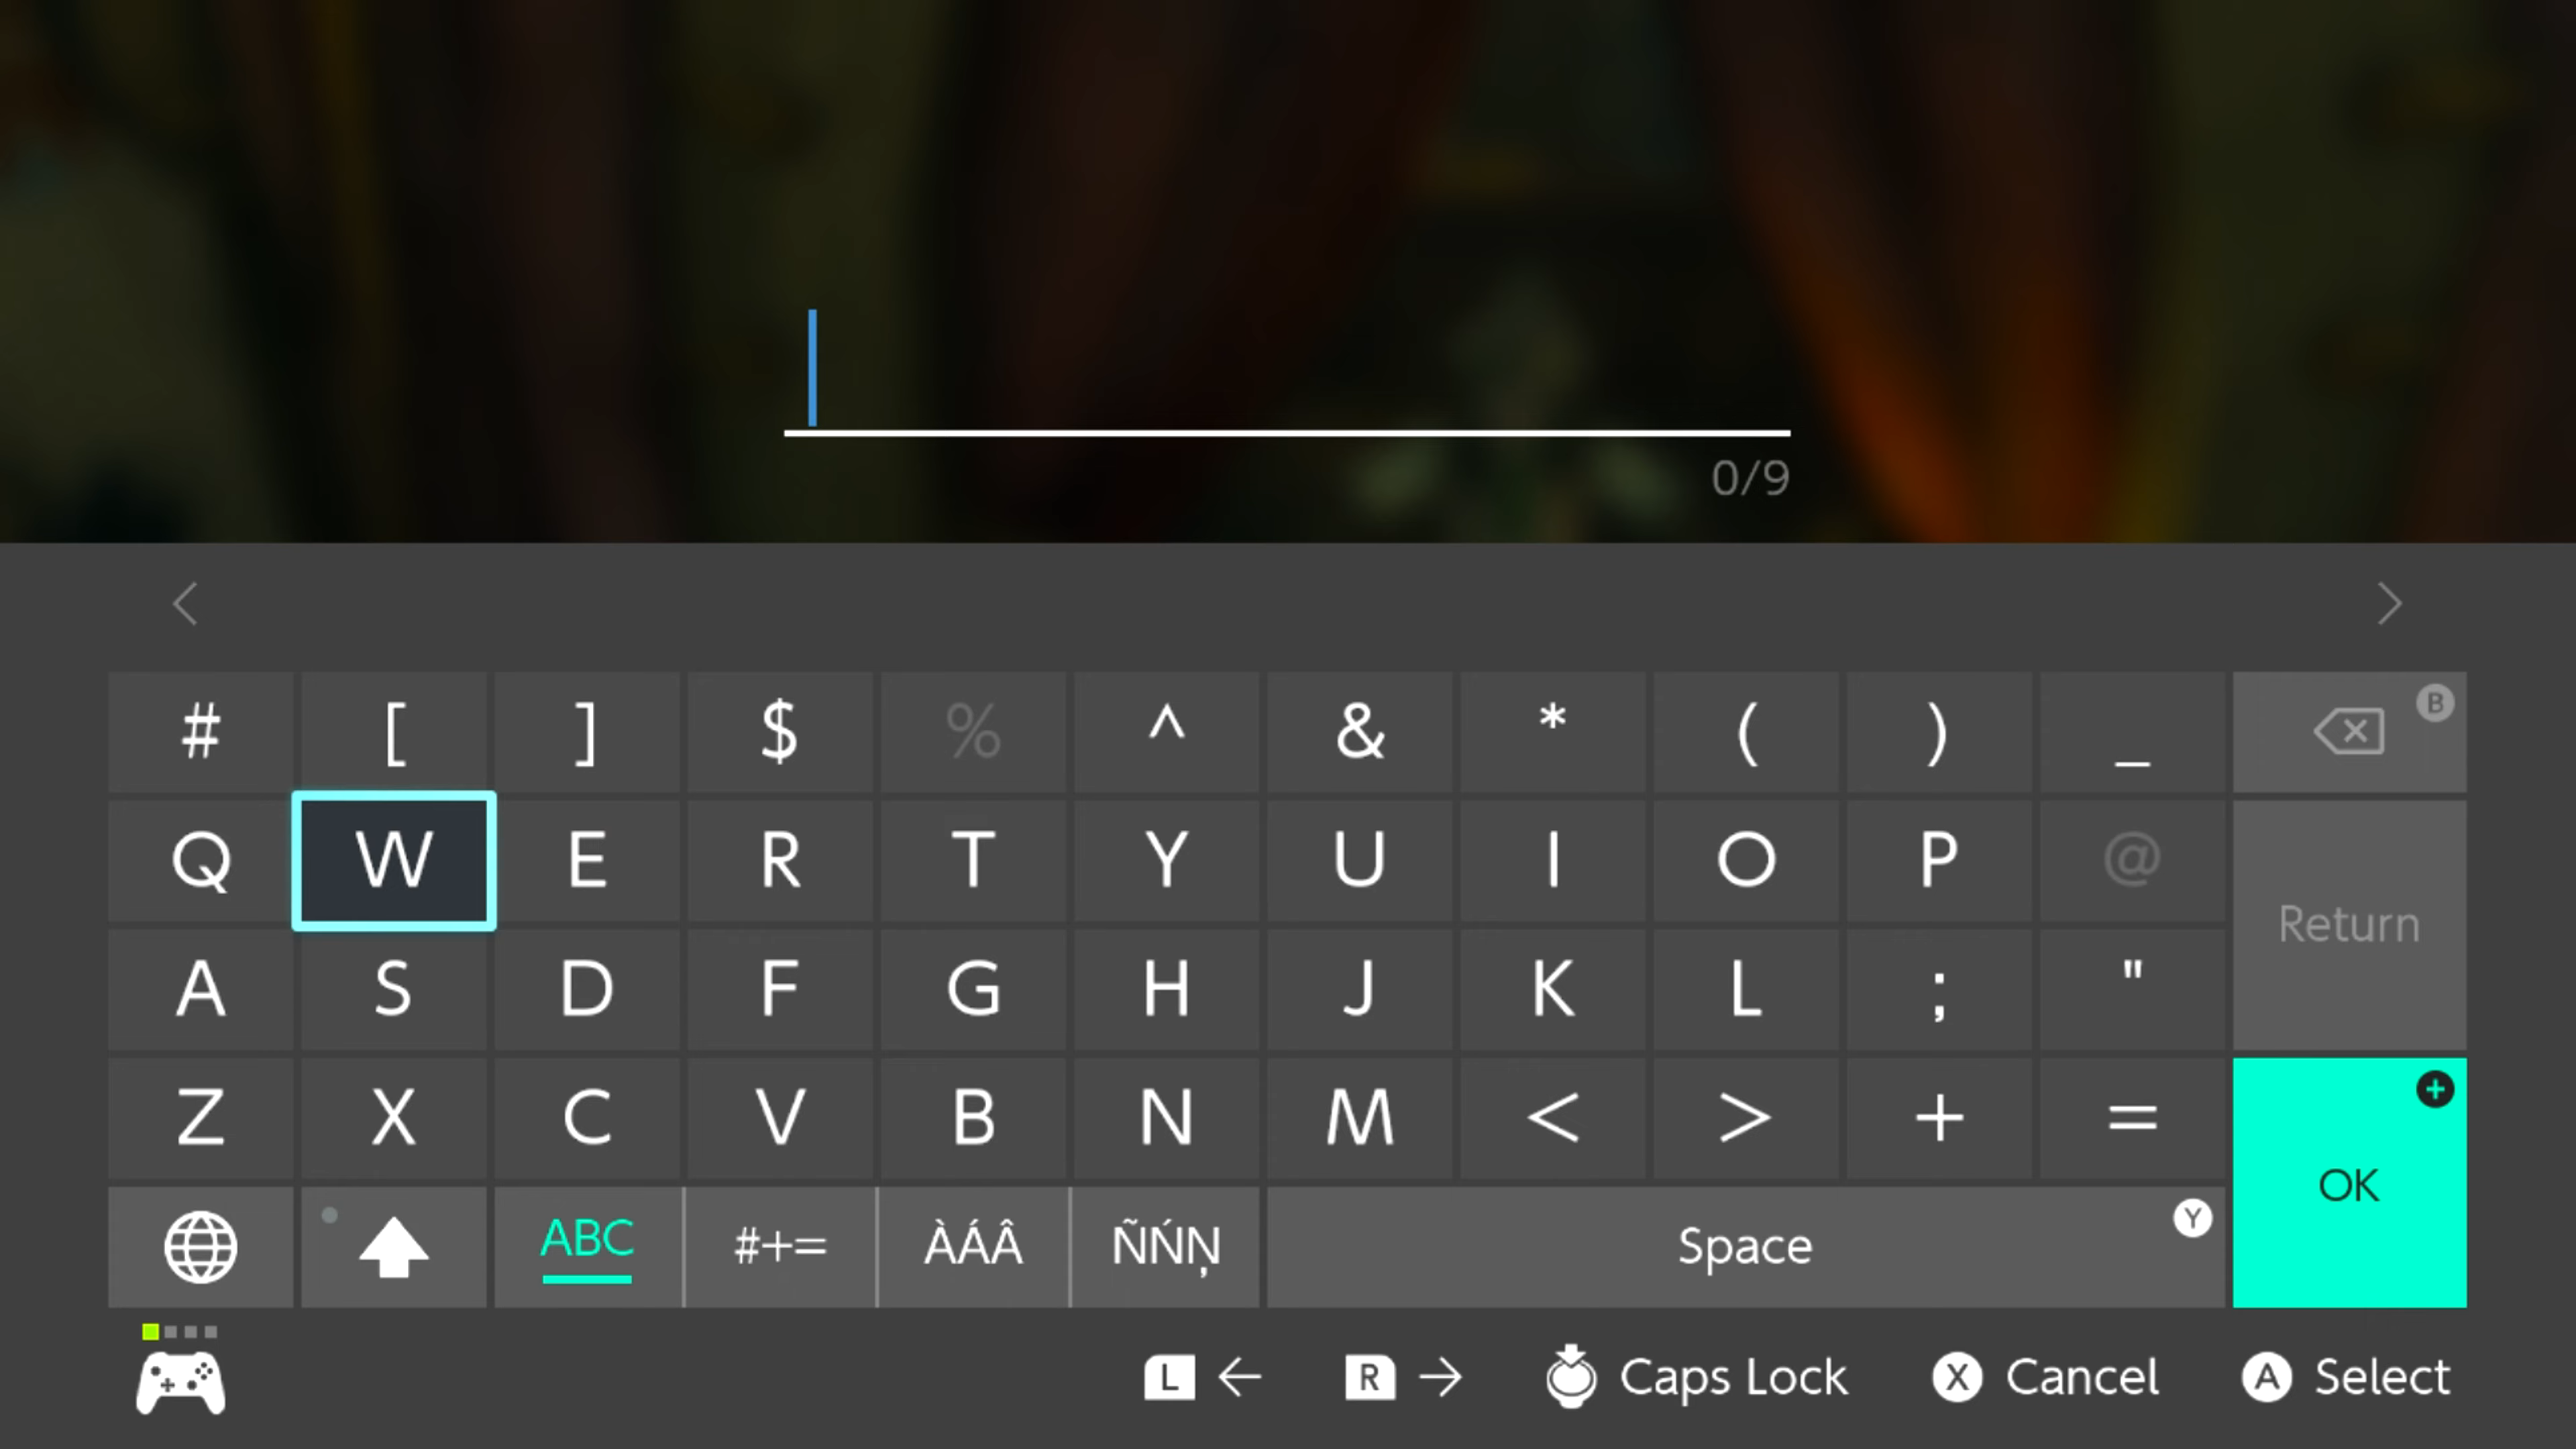 0/9
# [ ] $ % ^ & * ( ) _ B
Q W E R T Y U I O P @ Return
A S D F G H J K L ; "
Z X C V B N M < > + = OK +
ABC #+= ÀÁÂ ÑŃŅ Space Y
L ← R → Caps Lock X Cancel A Select